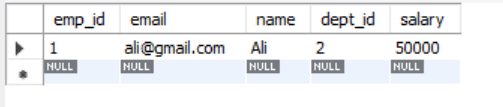 emp_id email name dept_id salary
1 ali@gmail.com Ali 2 50000
NULL NULL NULL NULL NULL